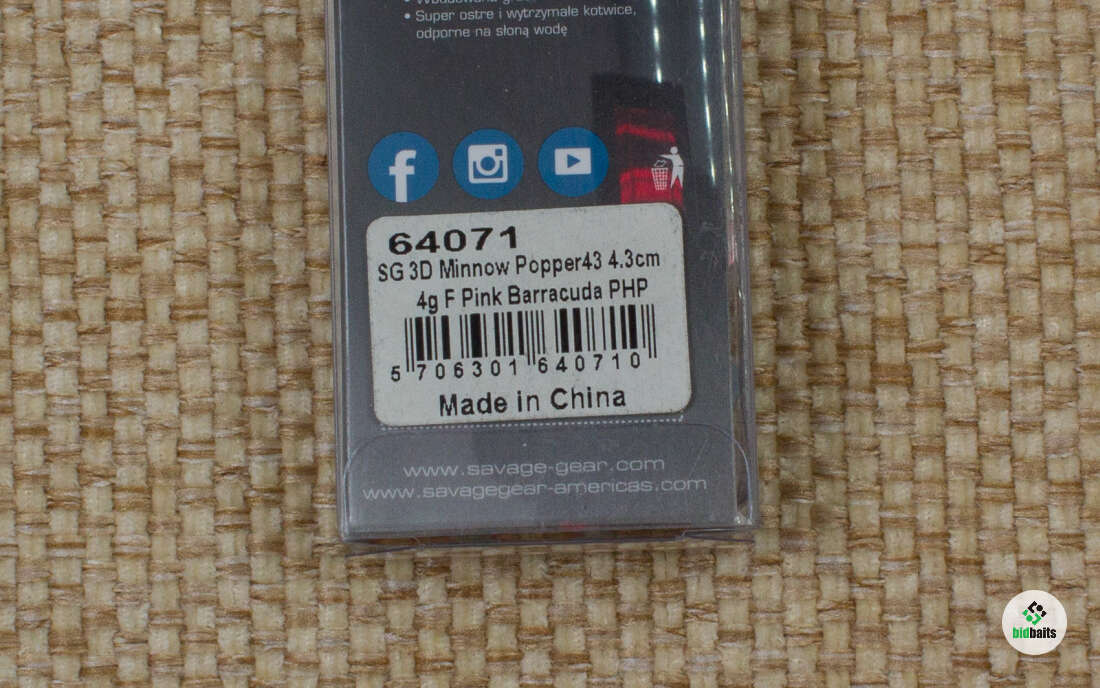 • Super ostre i wytrzymałe kotwice,
odporne na słoną wodę
64071
SG 3D Minnow Popper43 4.3cm
4g F Pink Barracuda PHP
5 706301 640710
Made in China
www.savage-gear.com
www.savagegear-americas.com
bidbaits